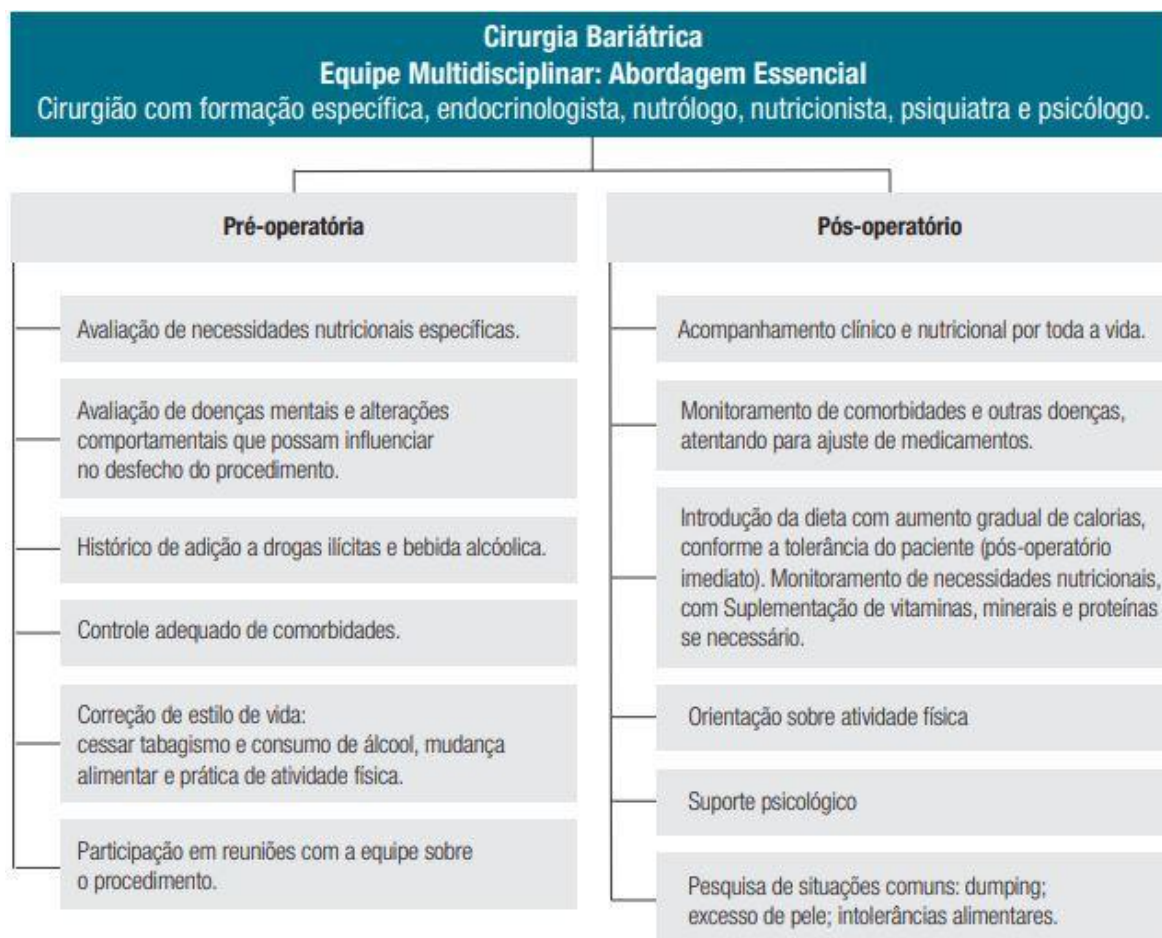 Cirurgia Bariátrica
Equipe Multidisciplinar: Abordagem Essencial
Cirurgião com formação específica, endocrinologista, nutrólogo, nutricionista, psiquiatra e psicólogo.
Pré-operatória
Avaliação de necessidades nutricionais específicas.
Avaliação de doenças mentais e alterações
comportamentais que possam influenciar
no desfecho do procedimento.
Histórico de adição a drogas ilícitas e bebida alcóolica.
Controle adequado de comorbidades.
Correção de estilo de vida:
cessar tabagismo e consumo de álcool, mudança
alimentar e prática de atividade física.
Participação em reuniões com a equipe sobre
o procedimento.
Pós-operatório
Acompanhamento clínico e nutricional por toda a vida.
Monitoramento de comorbidades e outras doenças,
atentando para ajuste de medicamentos.
Introdução da dieta com aumento gradual de calorias,
conforme a tolerância do paciente (pós-operatório
imediato). Monitoramento de necessidades nutricionais,
com Suplementação de vitaminas, minerais e proteínas
se necessário.
Orientação sobre atividade física
Suporte psicológico
Pesquisa de situações comuns: dumping;
excesso de pele; intolerâncias alimentares.